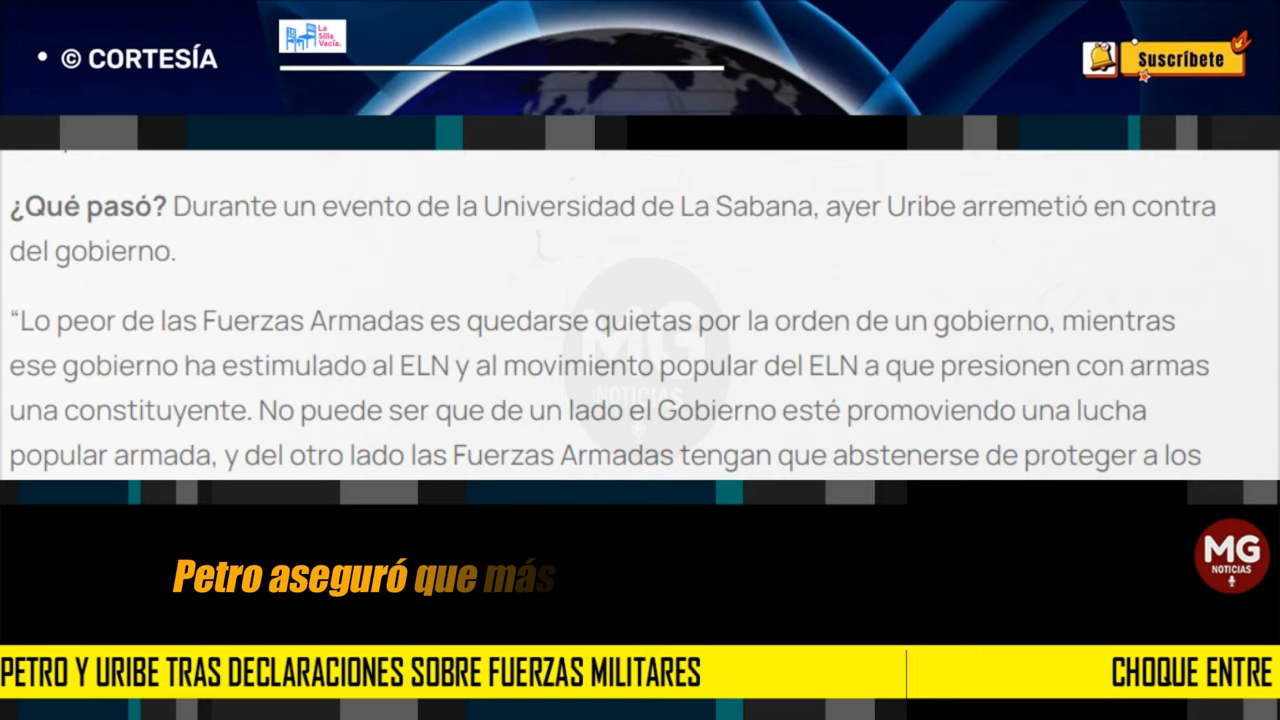 • © CORTESÍA
La
Silla
Vacía.
Suscríbete
¿Qué pasó? Durante un evento de la Universidad de La Sabana, ayer Uribe arremetió en contra
del gobierno.
“Lo peor de las Fuerzas Armadas es quedarse quietas por la orden de un gobierno, mientras
ese gobierno ha estimulado al ELN y al movimiento popular del ELN a que presionen con armas
una constituyente. No puede ser que de un lado el Gobierno esté promoviendo una lucha
popular armada, y del otro lado las Fuerzas Armadas tengan que abstenerse de proteger a los
MG
NOTICIAS
Petro aseguró que más
MG
NOTICIAS
PETRO Y URIBE TRAS DECLARACIONES SOBRE FUERZAS MILITARES
CHOQUE ENTRE